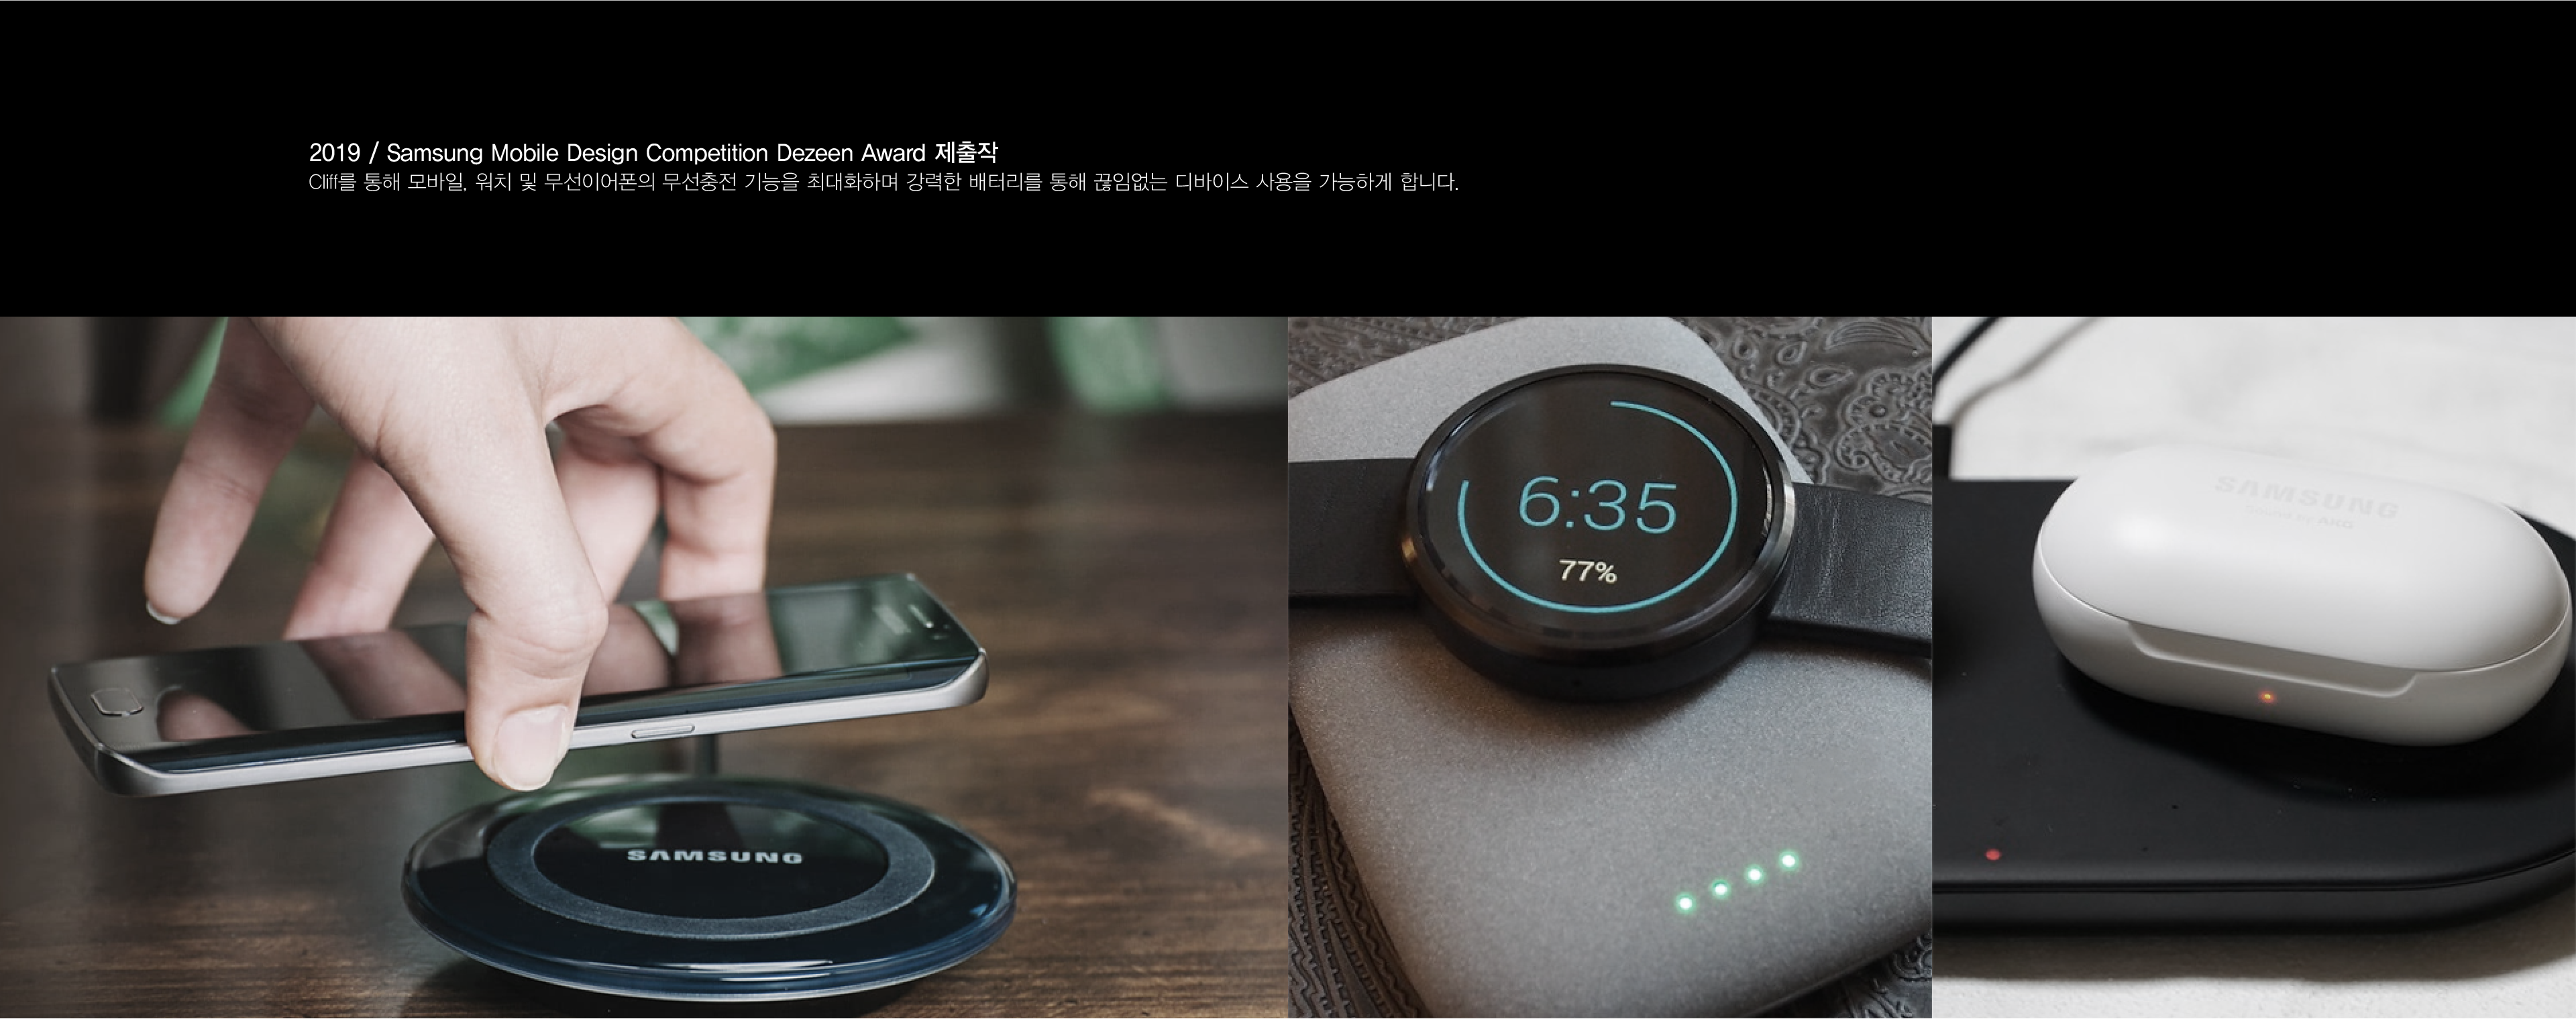 2019 / Samsung Mobile Design Competition Dezeen Award 제출작
Cliff를 통해 모바일, 워치 및 무선이어폰의 무선충전 기능을 최대화하며 강력한 배터리를 통해 끊임없는 디바이스 사용을 가능하게 합니다.
6:35
77%
SAMSUNG
SAMSUNG
SOUND BY AKG